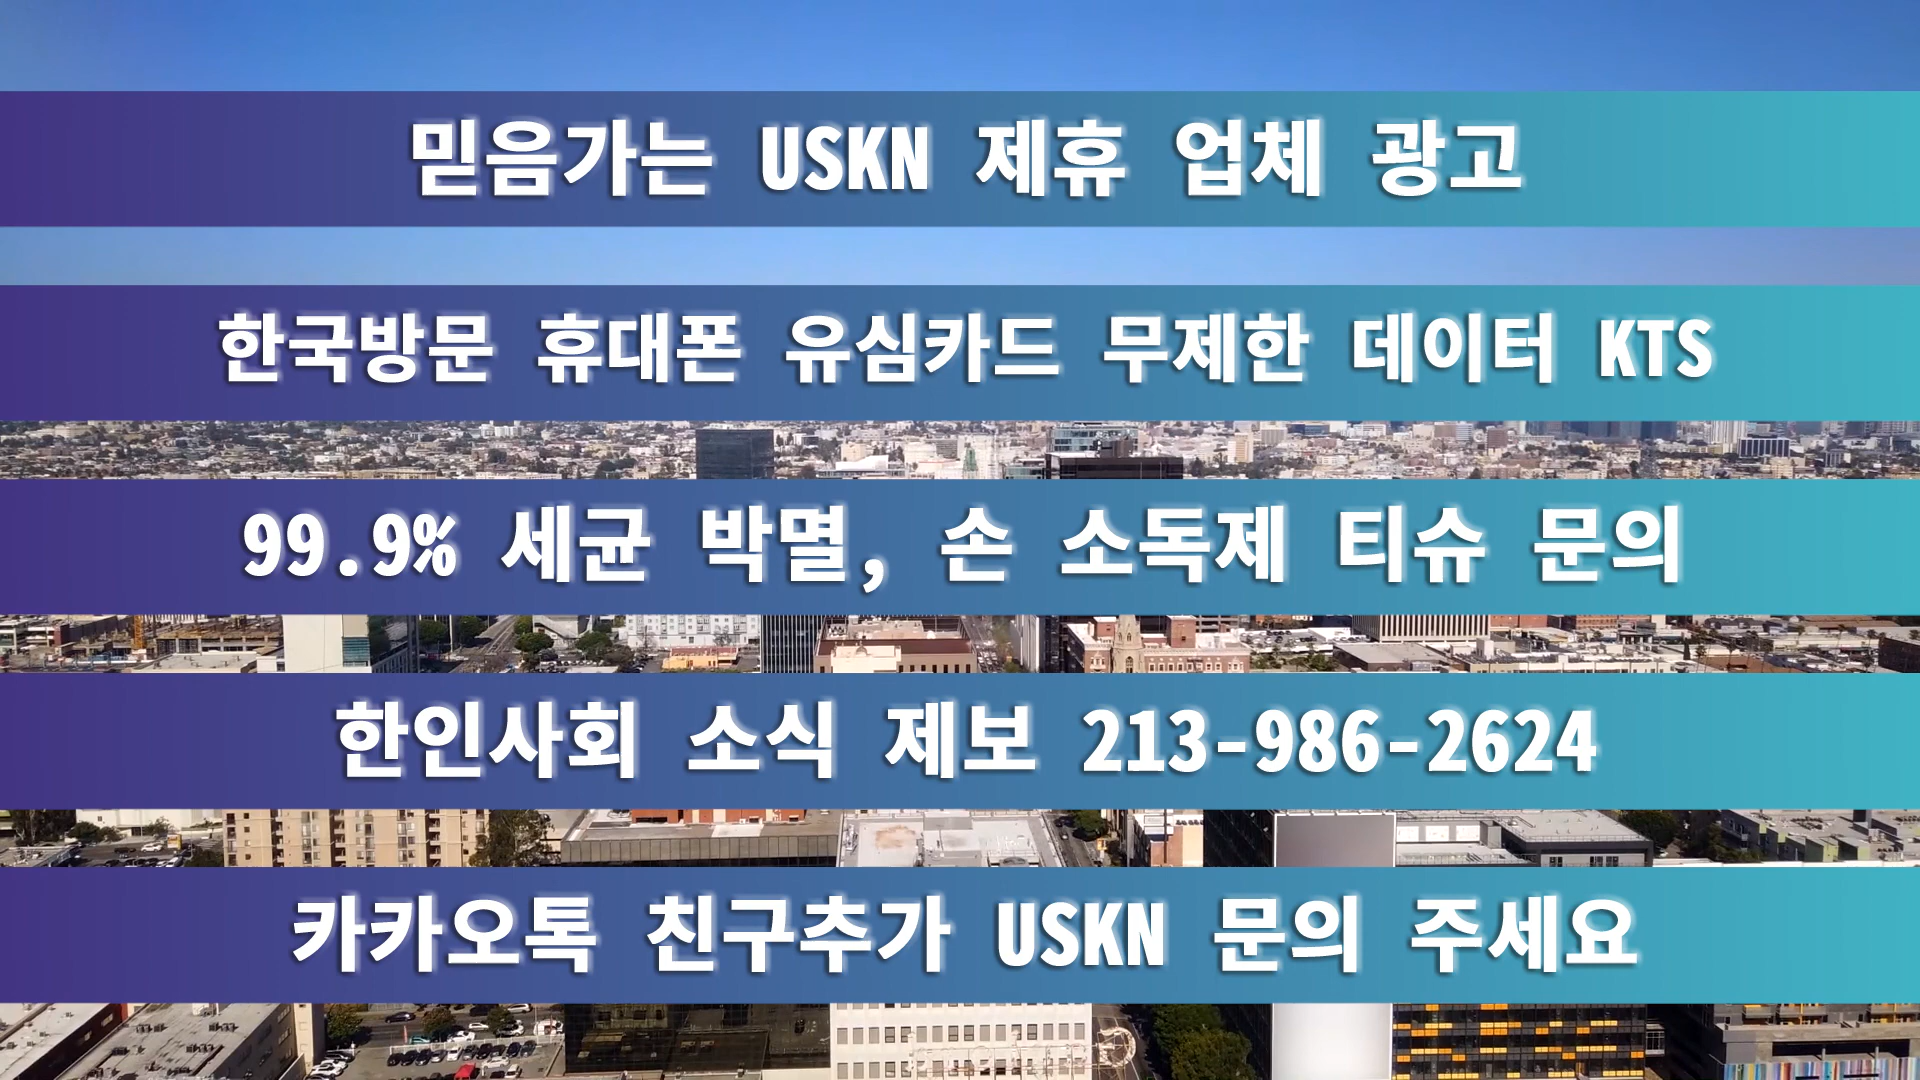 믿음가는 USKN 제휴 업체 광고
한국방문 휴대폰 유심카드 무제한 데이터 KTS
99.9% 세균 박멸, 손 소독제 티슈 문의
한인사회 소식 제보 213-986-2624
카카오톡 친구추가 USKN 문의 주세요